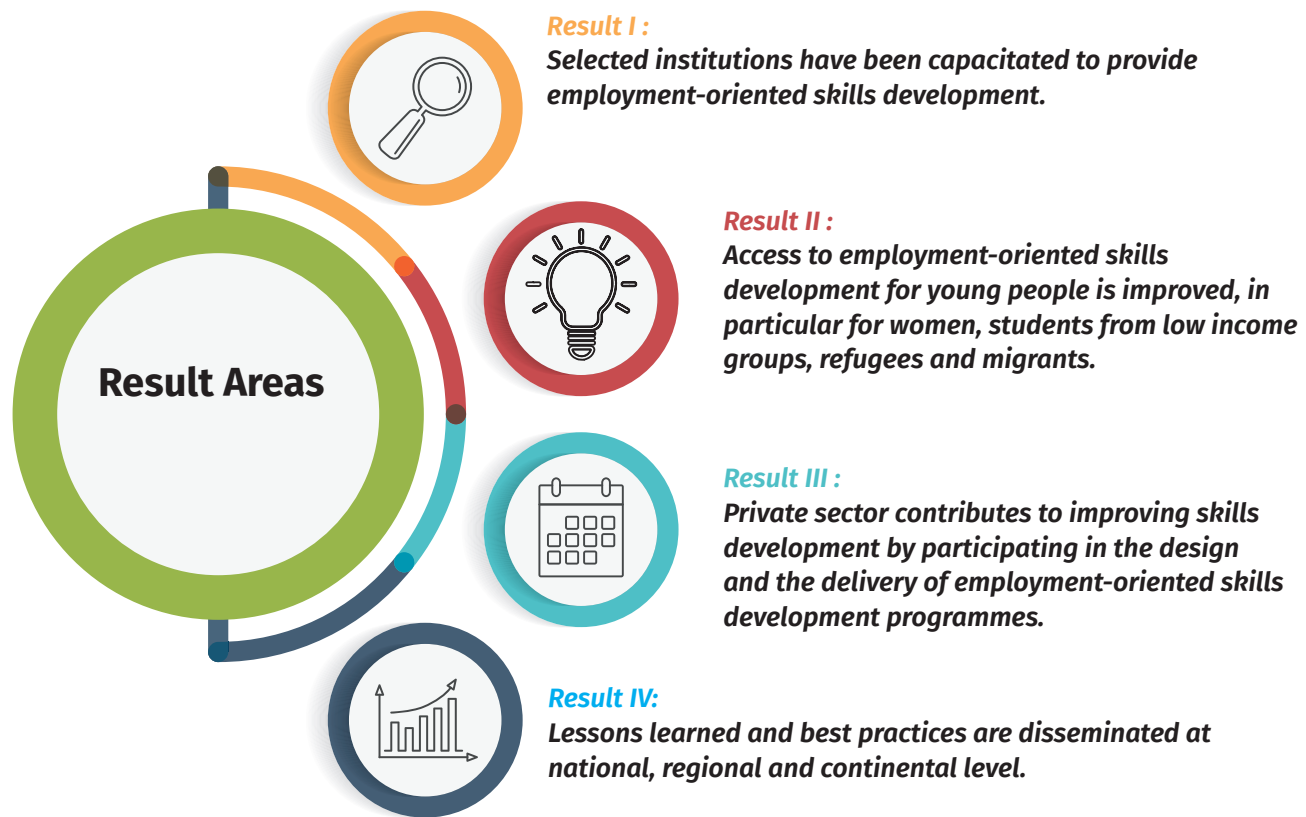 Result I :
Selected institutions have been capacitated to provide
employment-oriented skills development.
Result Areas
Result II :
Access to employment-oriented skills
development for young people is improved, in
particular for women, students from low income
groups, refugees and migrants.
Result III :
Private sector contributes to improving skills
development by participating in the design
and the delivery of employment-oriented skills
development programmes.
Result IV:
Lessons learned and best practices are disseminated at
national, regional and continental level.